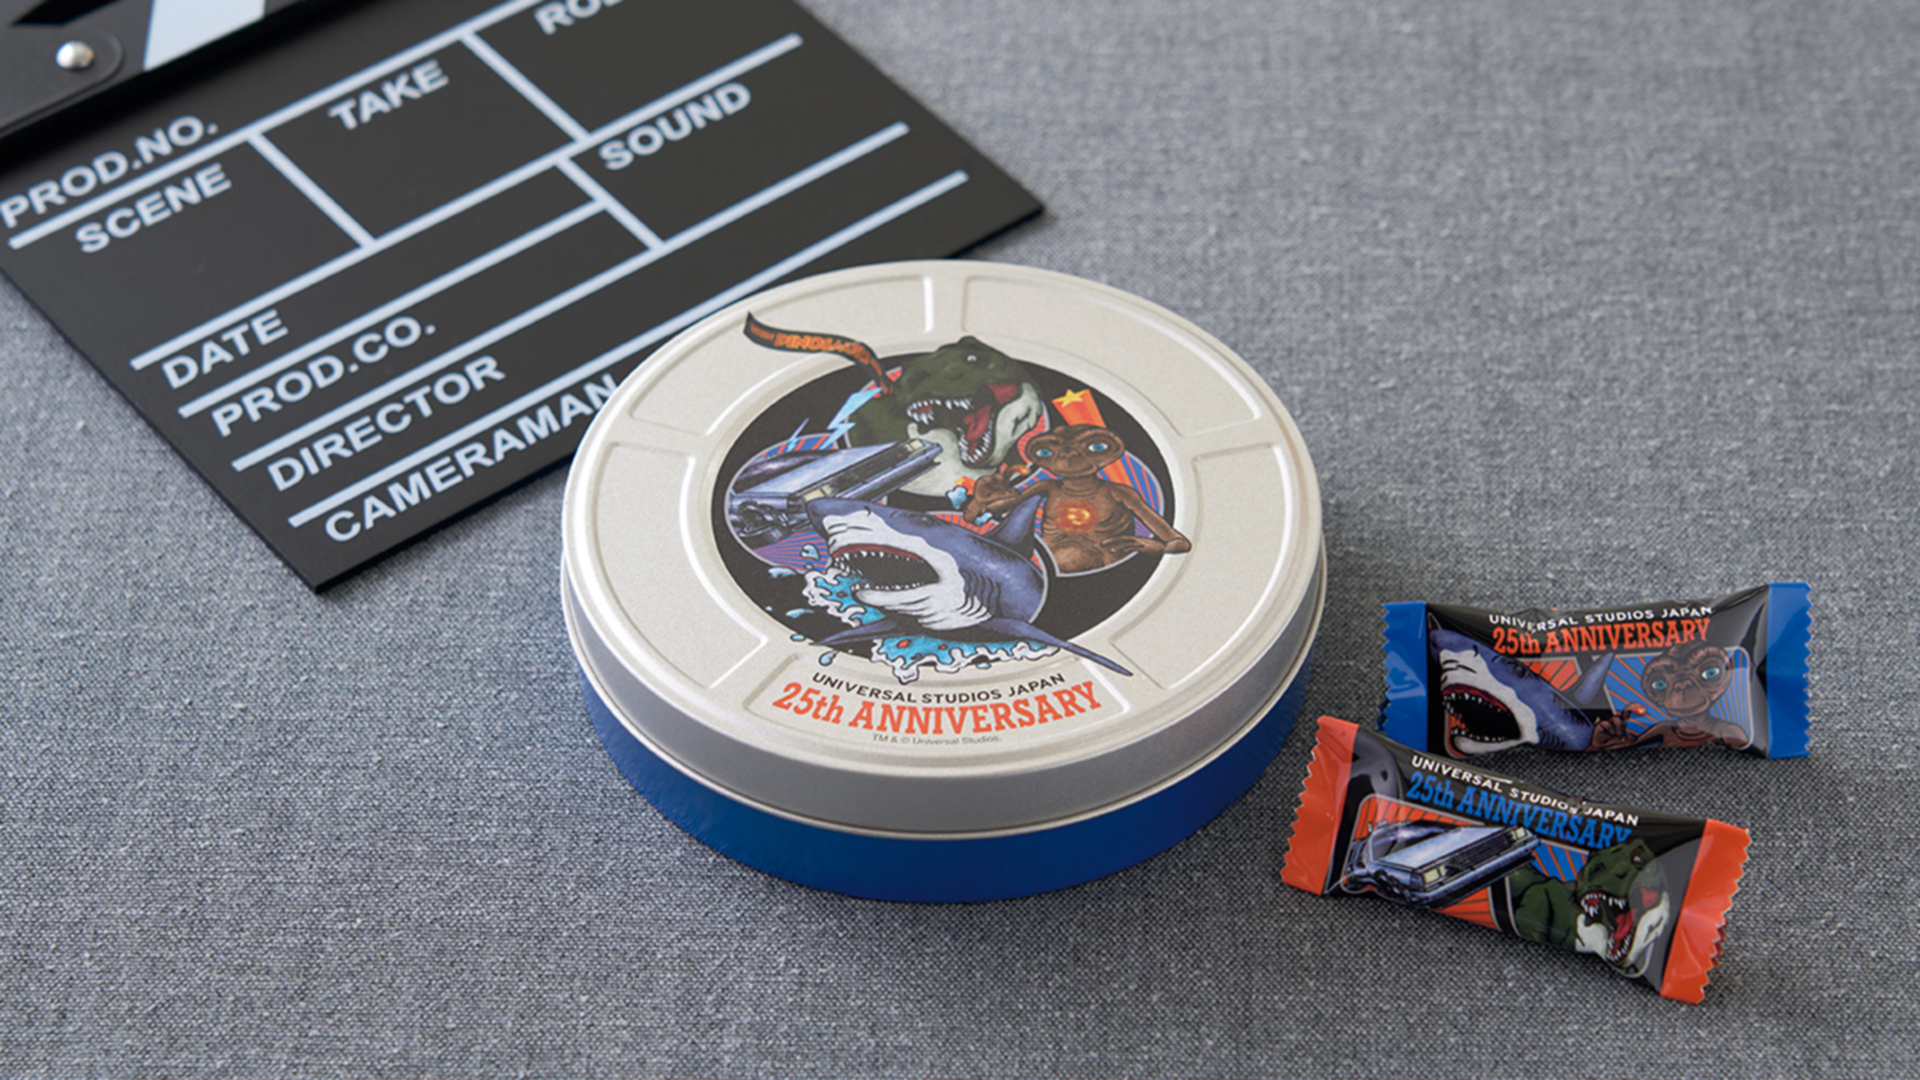 PROD.NO.
SCENE
TAKE
SOUND
DATE
PROD.CO.
DIRECTOR
CAMERAMAN
DINOSAURS
UNIVERSAL STUDIOS JAPAN
25th ANNIVERSARY
TM & © Universal Studios.
UNIVERSAL STUDIOS JAPAN
25th ANNIVERSARY
UNIVERSAL STUDIOS JAPAN
25th ANNIVERSARY